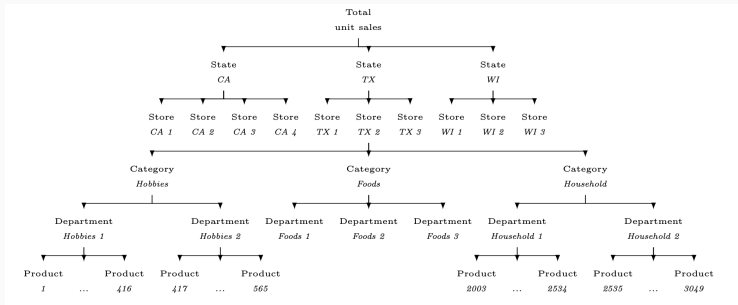 Total
unit sales
State State State
CA TX WI
Store Store Store Store Store Store Store Store Store Store
CA 1 CA 2 CA 3 CA 4 TX 1 TX 2 TX 3 WI 1 WI 2 WI 3
Category Category Category
Hobbies Foods Household
Department Department Department Department Department Department Department
Hobbies 1 Hobbies 2 Foods 1 Foods 2 Foods 3 Household 1 Household 2
Product Product Product Product Product Product Product Product
1 ... 416 417 ... 565 2003 ... 2534 2535 ... 3049